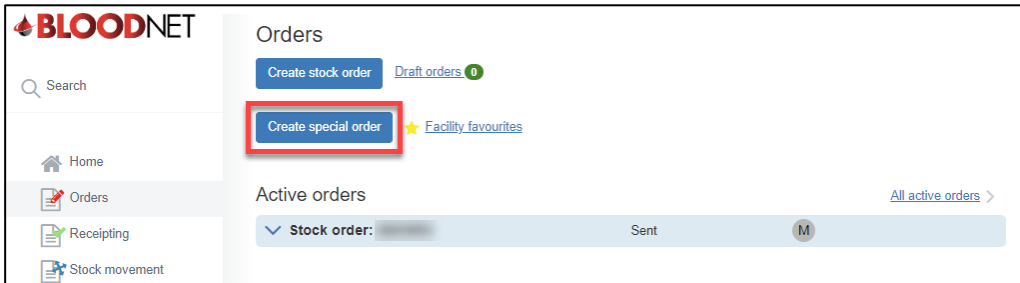 BLOODNET
Search
Home
Orders
Receipting
Stock movement
Orders
Create stock order Draft orders 0
Create special order Facility favourites
Active orders All active orders
Stock order: Sent M